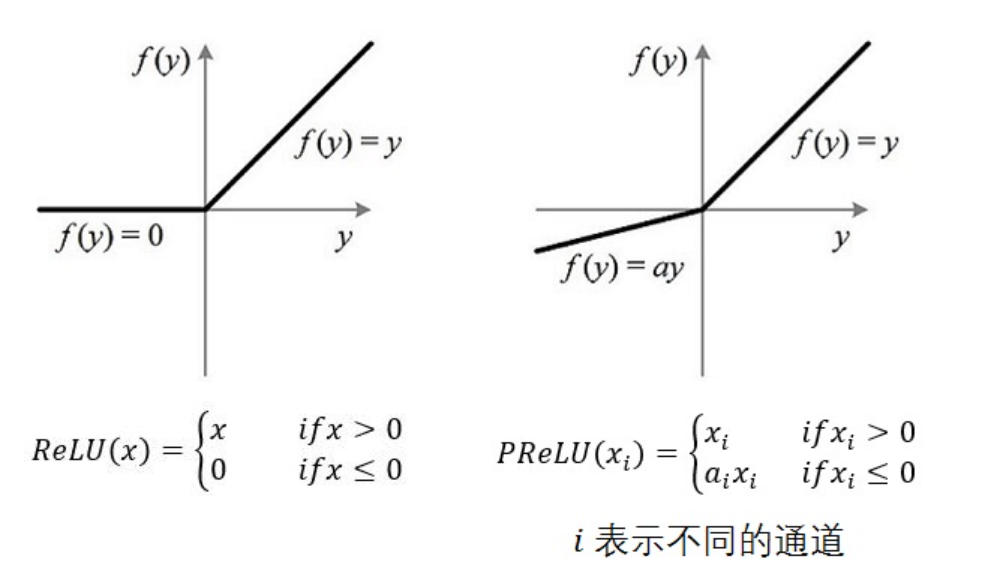 f(y)
f(y) = y
f(y) = 0
y
f(y)
f(y) = y
f(y) = ay
y
ReLU(x) = { x if x > 0
0 if x ≤ 0
PReLU(xᵢ) = { xᵢ if xᵢ > 0
aᵢxᵢ if xᵢ ≤ 0
i 表示不同的通道